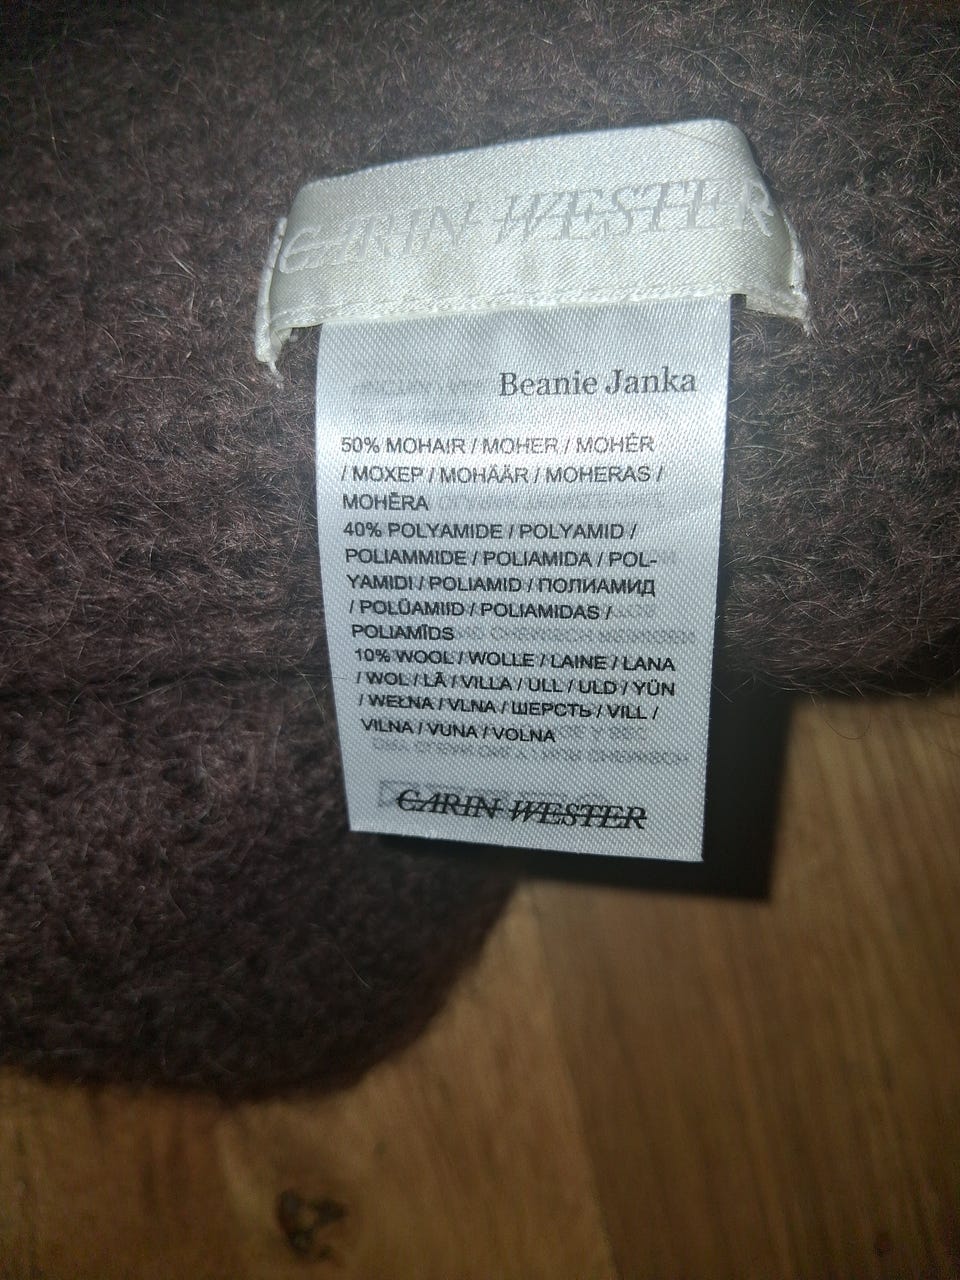 CARIN WESTER
Beanie Janka
50% MOHAIR / MOHER / MOHÉR
/ МОХЕР / MOHÄÄR / MOHERAS /
MOHĒRA
40% POLYAMIDE / POLYAMID /
POLIAMMIDE / POLIAMIDA / POL-
YAMIDI / POLIAMID / ПОЛИАМИД
/ POLÜAMIID / POLIAMIDAS /
POLIAMĪDS
10% WOOL / WOLLE / LAINE / LANA
/ WOL / LÃ / VILLA / ULL / ULD / YÜN
/ WEŁNA / VLNA / ШЕРСТЬ / VILL /
VILNA / VUNA / VOLNA
CARIN WESTER